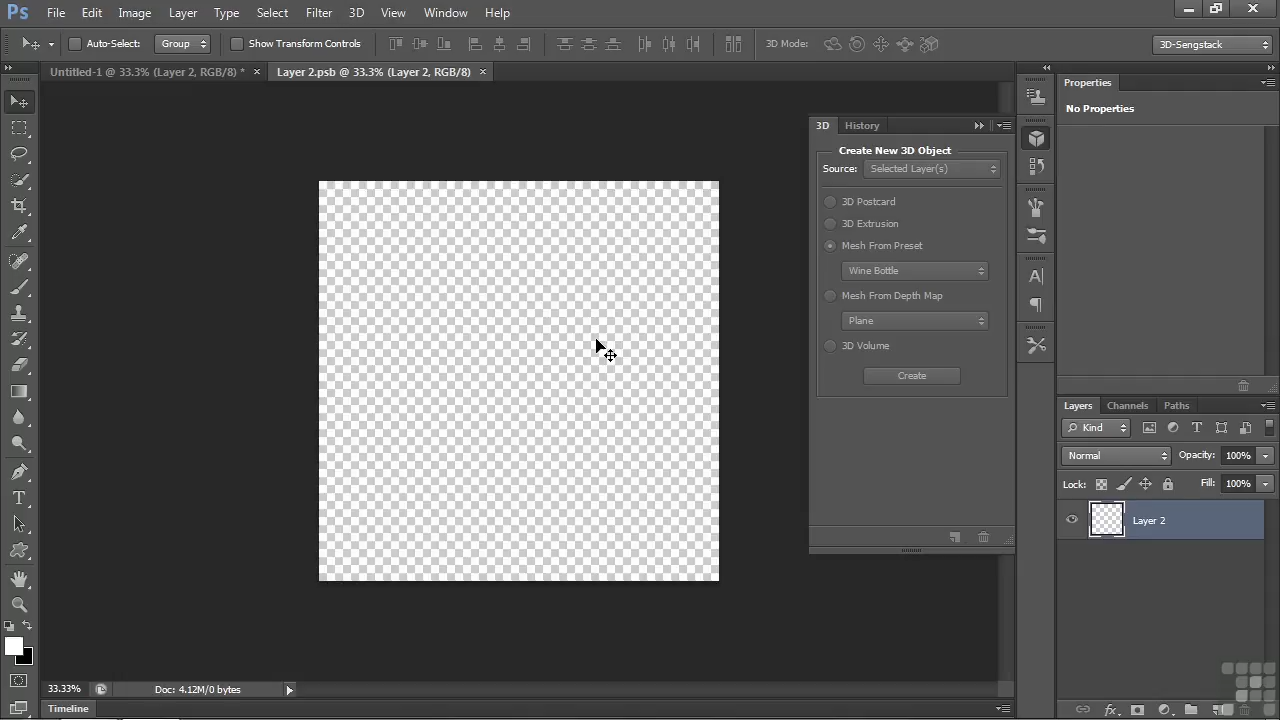 Ps File Edit Image Layer Type Select Filter 3D View Window Help
Auto-Select: Group Show Transform Controls 3D Mode: 3D-Sengstack
Untitled-1 @ 33.3% (Layer 2, RGB/8) * × Layer 2.psb @ 33.3% (Layer 2, RGB/8) ×
Properties
No Properties
3D History
Create New 3D Object
Source: Selected Layer(s)
3D Postcard
3D Extrusion
Mesh From Preset
Wine Bottle
Mesh From Depth Map
Plane
3D Volume
Create
Layers Channels Paths
Kind
Normal Opacity: 100%
Lock: Fill: 100%
Layer 2
33.33% Doc: 4.12M/0 bytes
Timeline